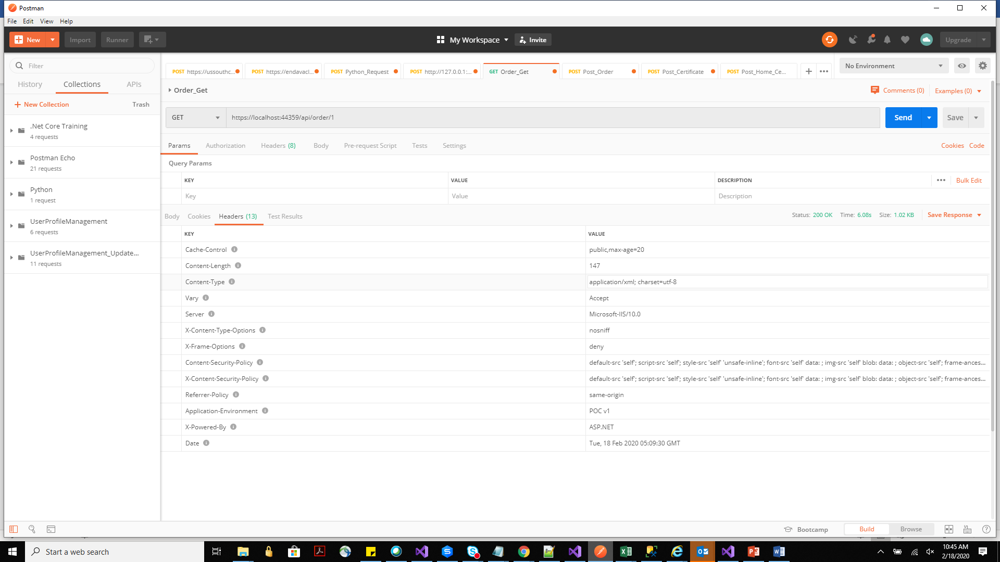 Postman
File Edit View Help
New Import Runner My Workspace Invite Upgrade
Filter
History Collections APIs
New Collection Trash
.Net Core Training
4 requests
Postman Echo
21 requests
Python
1 request
UserProfileManagement
6 requests
UserProfileManagement_Update...
11 requests
POST https://ussouthc... POST https://endavacl... POST Python_Request POST http://127.0.0.1:... GET Order_Get POST Post_Order POST Post_Certificate POST Post_Home_Ce... No Environment
Order_Get Comments (0) Examples (0)
GET https://localhost:44359/api/order/1 Send Save
Params Authorization Headers (8) Body Pre-request Script Tests Settings Cookies Code
Query Params
KEY VALUE DESCRIPTION Bulk Edit
Key Value Description
Body Cookies Headers (13) Test Results Status: 200 OK Time: 6.08s Size: 1.02 KB Save Response
KEY VALUE
Cache-Control public,max-age=20
Content-Length 147
Content-Type application/xml; charset=utf-8
Vary Accept
Server Microsoft-IIS/10.0
X-Content-Type-Options nosniff
X-Frame-Options deny
Content-Security-Policy default-src 'self'; script-src 'self'; style-src 'self' 'unsafe-inline'; font-src 'self' data: ; img-src 'self' blob: data: ; object-src 'self'; frame-ances...
X-Content-Security-Policy default-src 'self'; script-src 'self'; style-src 'self' 'unsafe-inline'; font-src 'self' data: ; img-src 'self' blob: data: ; object-src 'self'; frame-ances...
Referrer-Policy same-origin
Application-Environment POC v1
X-Powered-By ASP.NET
Date Tue, 18 Feb 2020 05:09:30 GMT
Bootcamp Build Browse
Start a web search
10:45 AM
2/18/2020